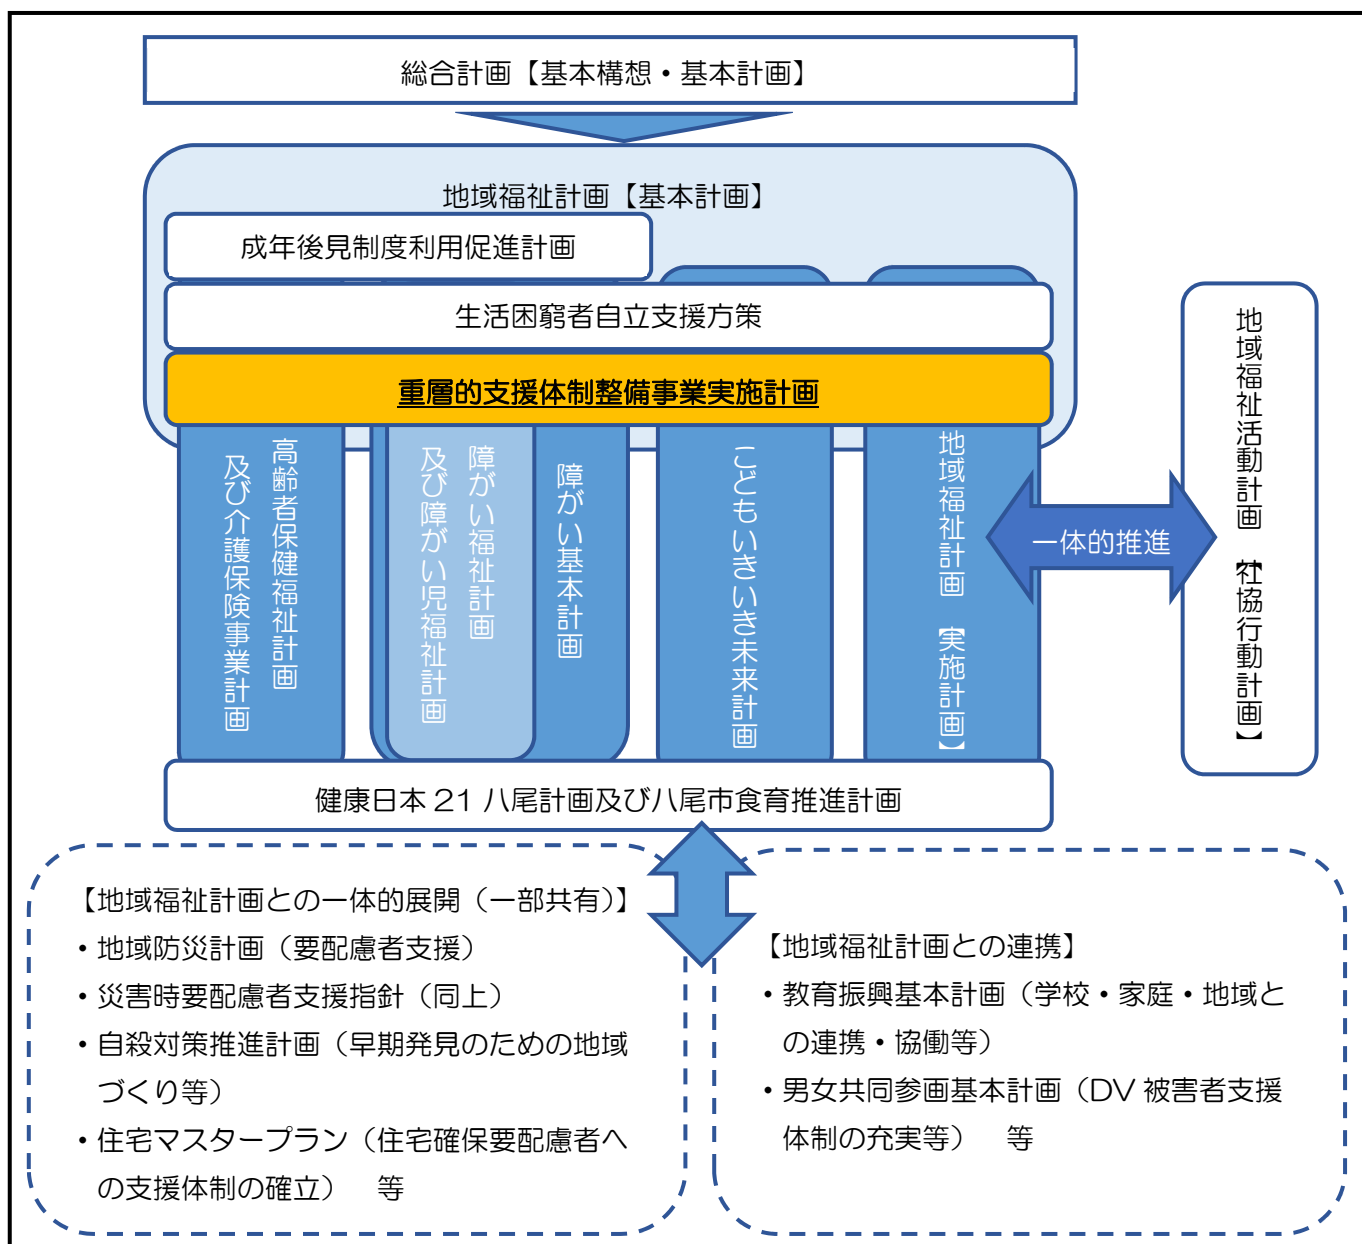 総合計画【基本構想・基本計画】
地域福祉計画【基本計画】
成年後見制度利用促進計画
生活困窮者自立支援方策
重層的支援体制整備事業実施計画
高齢者保健福祉計画
及び介護保険事業計画
障がい福祉計画
及び障がい児福祉計画
障がい基本計画
こどもいきいき未来計画
地域福祉計画【実施計画】
一体的推進
地域福祉活動計画【社協行動計画】
健康日本21八尾計画及び八尾市食育推進計画
【地域福祉計画との一体的展開（一部共有）】
・地域防災計画（要配慮者支援）
・災害時要配慮者支援指針（同上）
・自殺対策推進計画（早期発見のための地域
づくり等）
・住宅マスタープラン（住宅確保要配慮者へ
の支援体制の確立）　等
【地域福祉計画との連携】
・教育振興基本計画（学校・家庭・地域と
の連携・協働等）
・男女共同参画基本計画（DV被害者支援
体制の充実等）　等